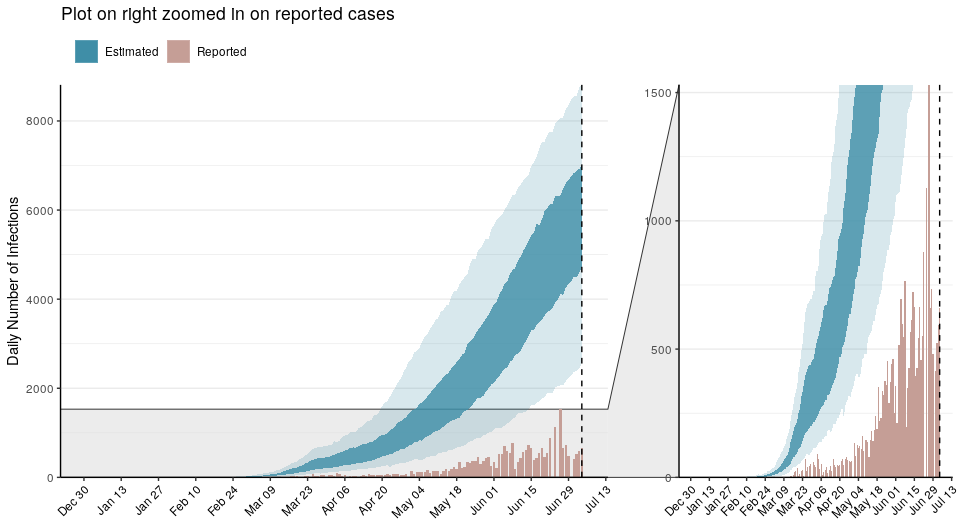 Plot on right zoomed in on reported cases
Estimated
Reported
Daily Number of Infections
8000
6000
4000
2000
0
Dec 30
Jan 13
Jan 27
Feb 10
Feb 24
Mar 09
Mar 23
Apr 06
Apr 20
May 04
May 18
Jun 01
Jun 15
Jun 29
Jul 13
1500
1000
500
0
Dec 30
Jan 13
Jan 27
Feb 10
Feb 24
Mar 09
Mar 23
Apr 06
Apr 20
May 04
May 18
Jun 01
Jun 15
Jun 29
Jul 13